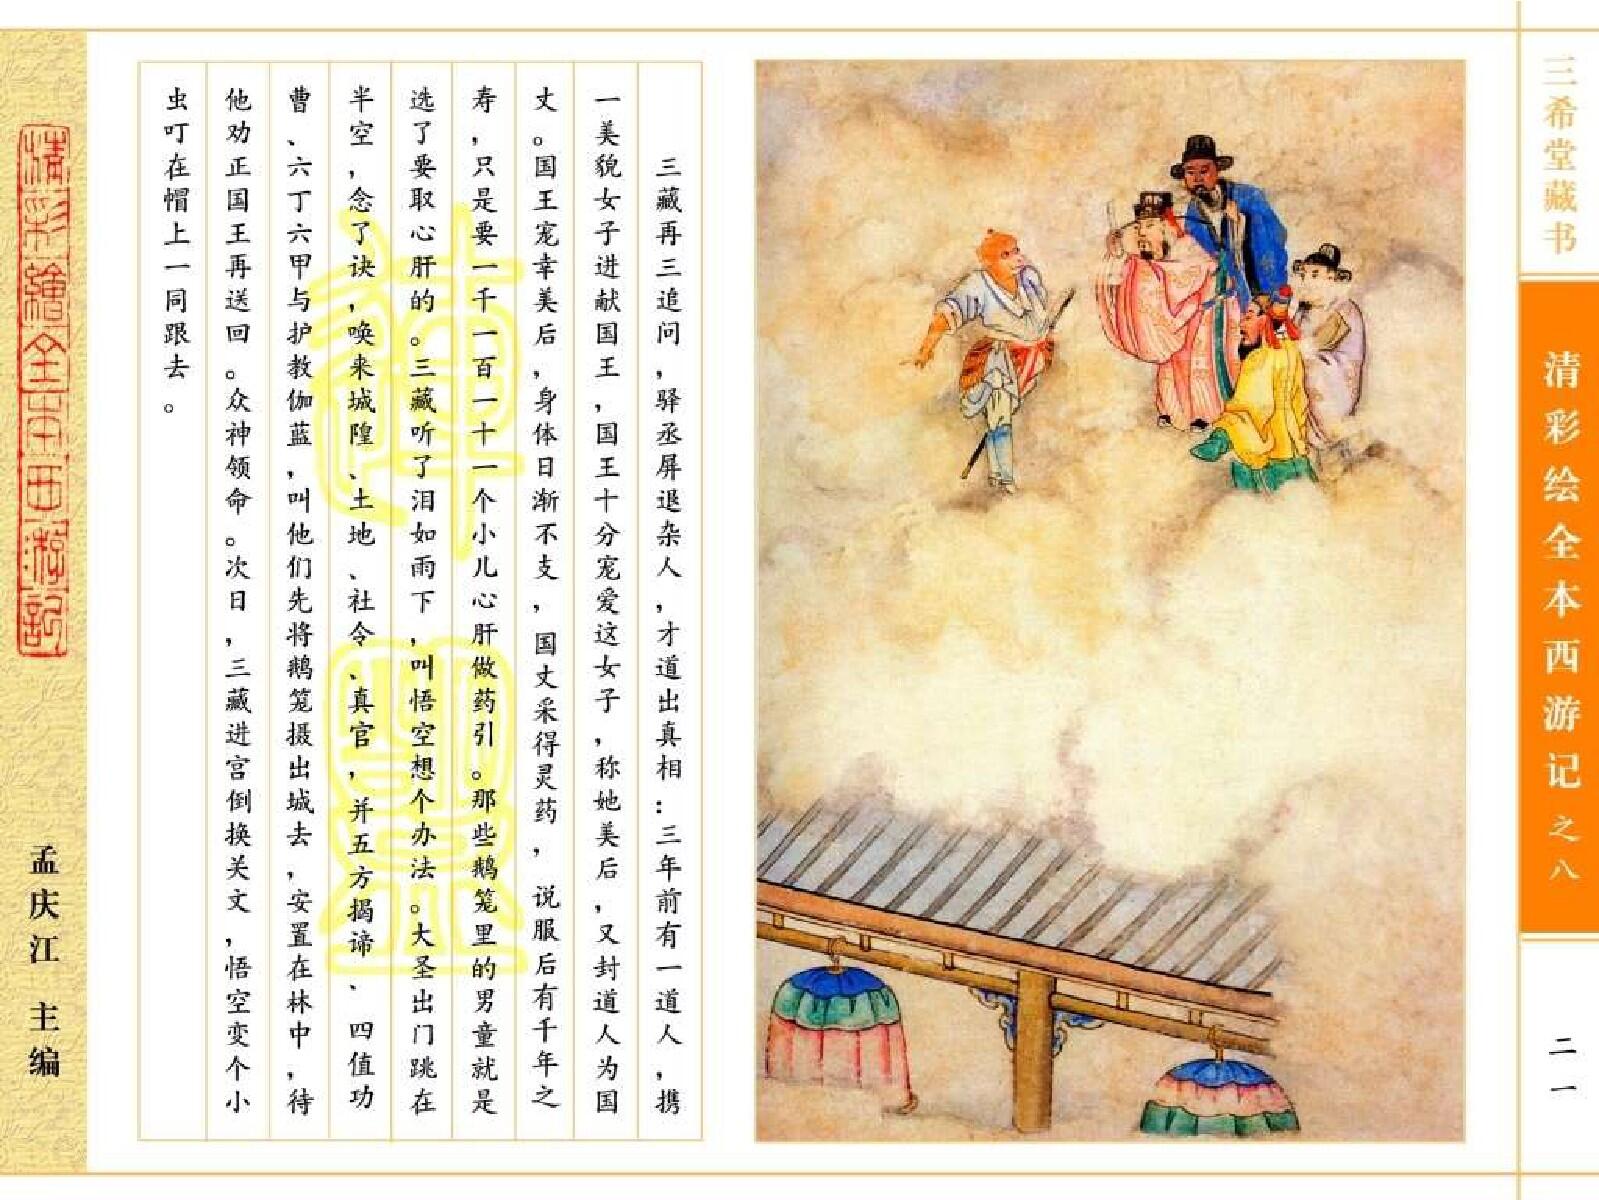 三希堂藏书
清彩绘全本西游记之八
二一
三藏再三追问，驿丞屏退杂人，才道出真相：三年前有一道人，携
一美貌女子进献国王，国王十分宠爱这女子，称她美后，又封道人为国
丈。国王宠幸美后，身体日渐不支，国丈采得灵药，说服后有千年之
寿，只是要一千一百一十一个小儿心肝做药引。那些鹅笼里的男童就是
选了要取心肝的。三藏听了泪如雨下，叫悟空想个办法。大圣出门跳在
半空，念了诀，唤来城隍、土地、社令、真官，并五方揭谛、四值功
曹、六丁六甲与护教伽蓝，叫他们先将鹅笼摄出城去，安置在林中，待
他劝正国王再送回。众神领命。次日，三藏进宫倒换关文，悟空变个小
虫叮在帽上一同跟去。
清彩繪全本西游記
孟庆江 主编